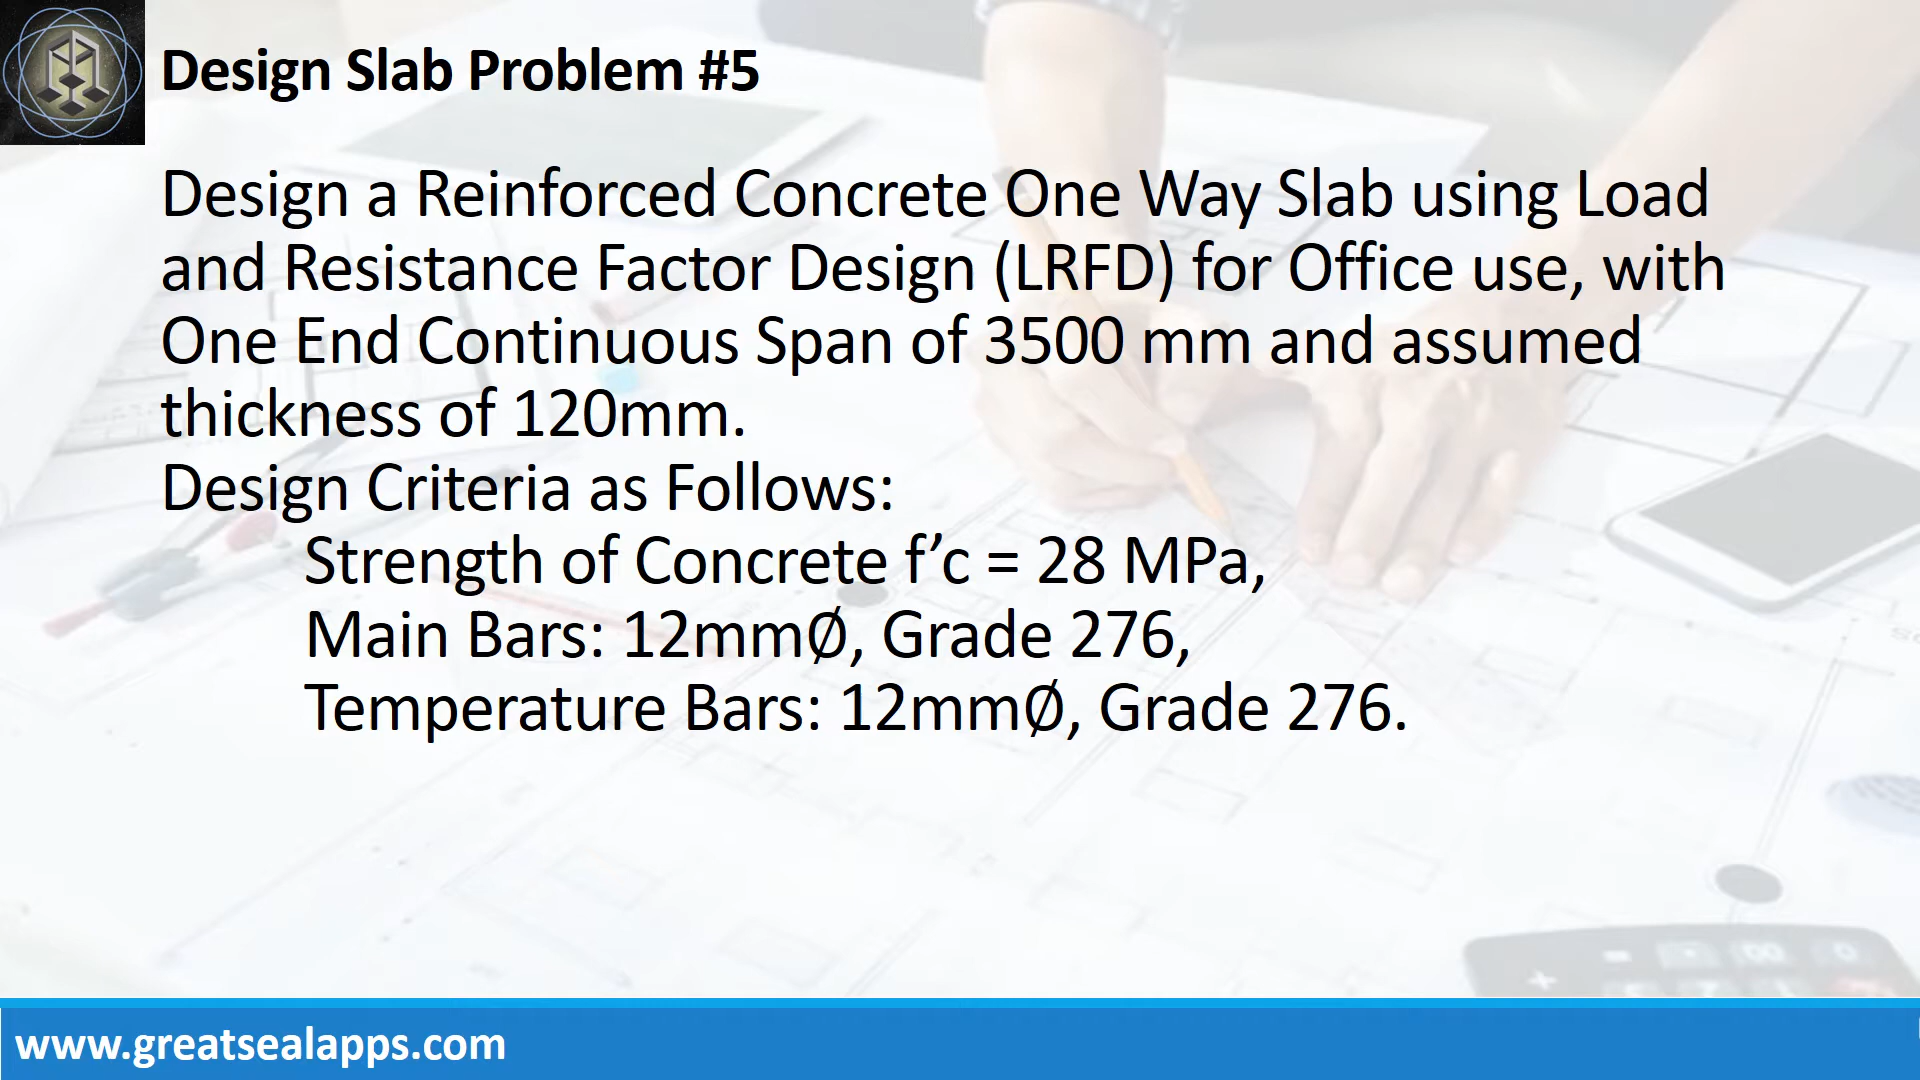 Design Slab Problem #5
Design a Reinforced Concrete One Way Slab using Load
and Resistance Factor Design (LRFD) for Office use, with
One End Continuous Span of 3500 mm and assumed
thickness of 120mm.
Design Criteria as Follows:
Strength of Concrete f’c = 28 MPa,
Main Bars: 12mm∅, Grade 276,
Temperature Bars: 12mm∅, Grade 276.
www.greatsealapps.com